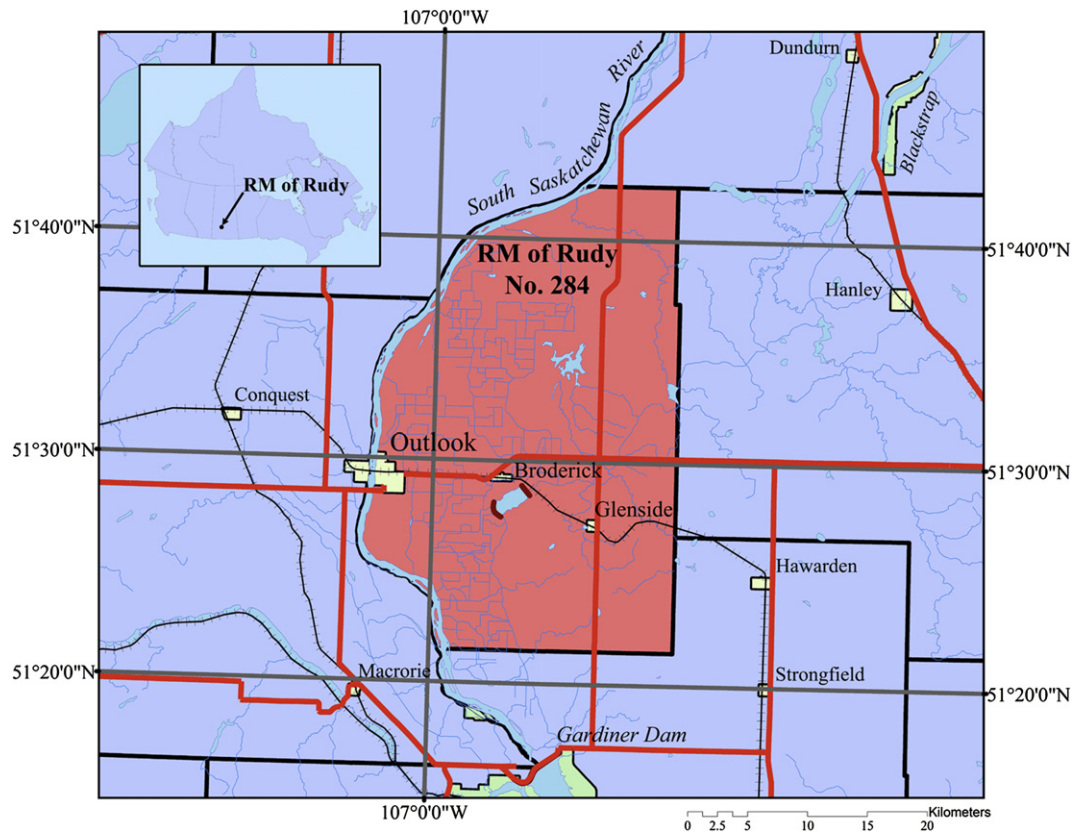 107°0'0"W
Dundurn
River
Blackstrap
South Saskatchewan
RM of Rudy
51°40'0"N
51°40'0"N
RM of Rudy
No. 284
Hanley
Conquest
Outlook
51°30'0"N
51°30'0"N
Broderick
Glenside
Hawarden
51°20'0"N
Macrorie
Strongfield
51°20'0"N
Gardiner Dam
107°0'0"W
Kilometers
0 2.5 5 10 15 20